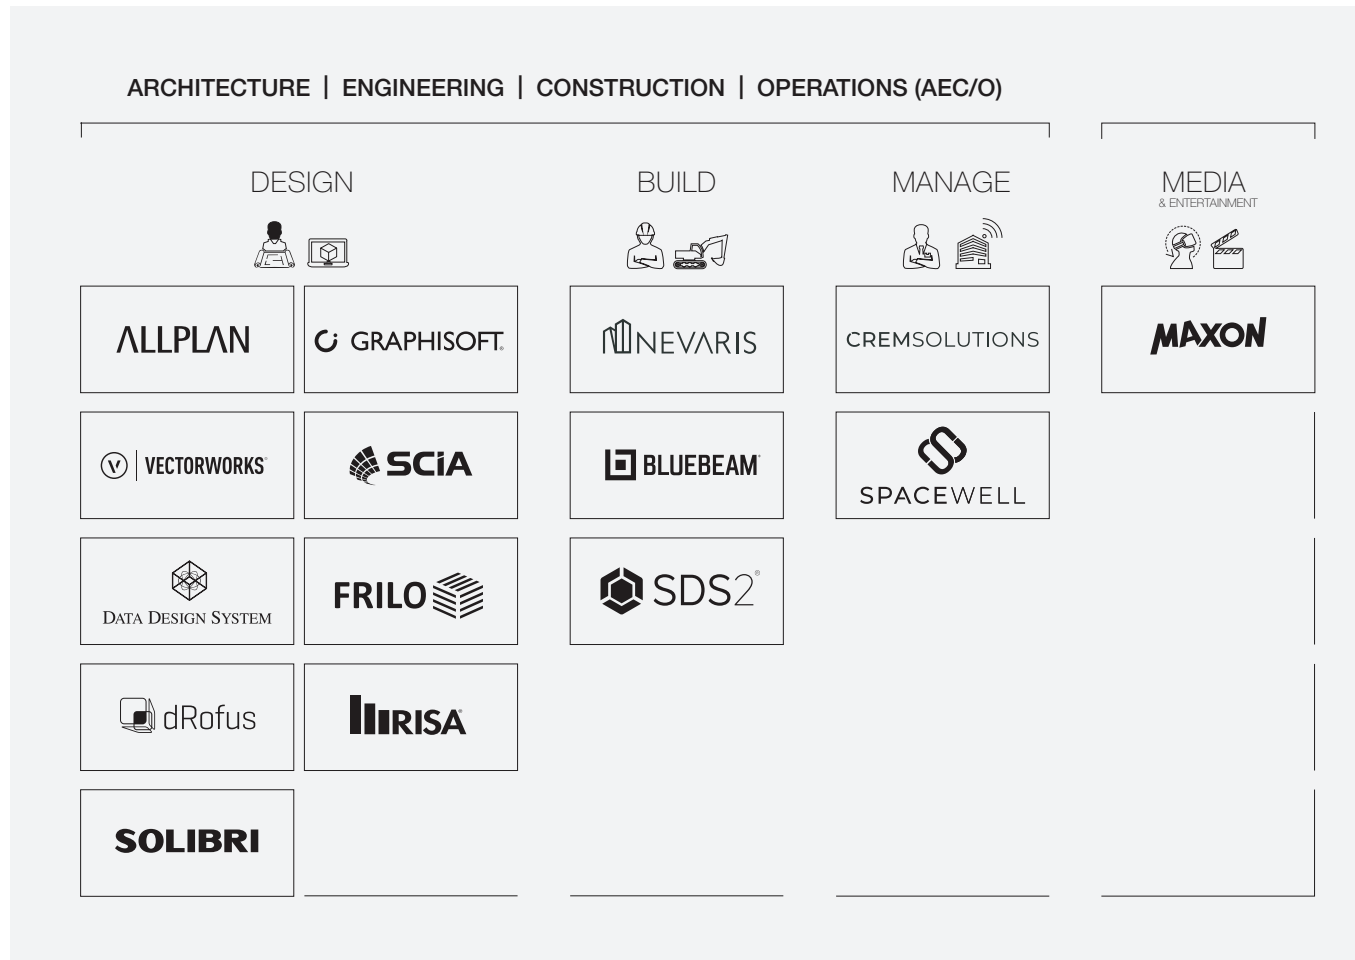 ARCHITECTURE | ENGINEERING | CONSTRUCTION | OPERATIONS (AEC/O)
DESIGN
BUILD
MANAGE
MEDIA
& ENTERTAINMENT
ALLPLAN
GRAPHISOFT®
NEVARIS
CREMSOLUTIONS
MAXON
V VECTORWORKS®
SCiA
BLUEBEAM®
SPACEWELL
DATA DESIGN SYSTEM
FRILO
SDS2®
dRofus
RISA®
SOLIBRI